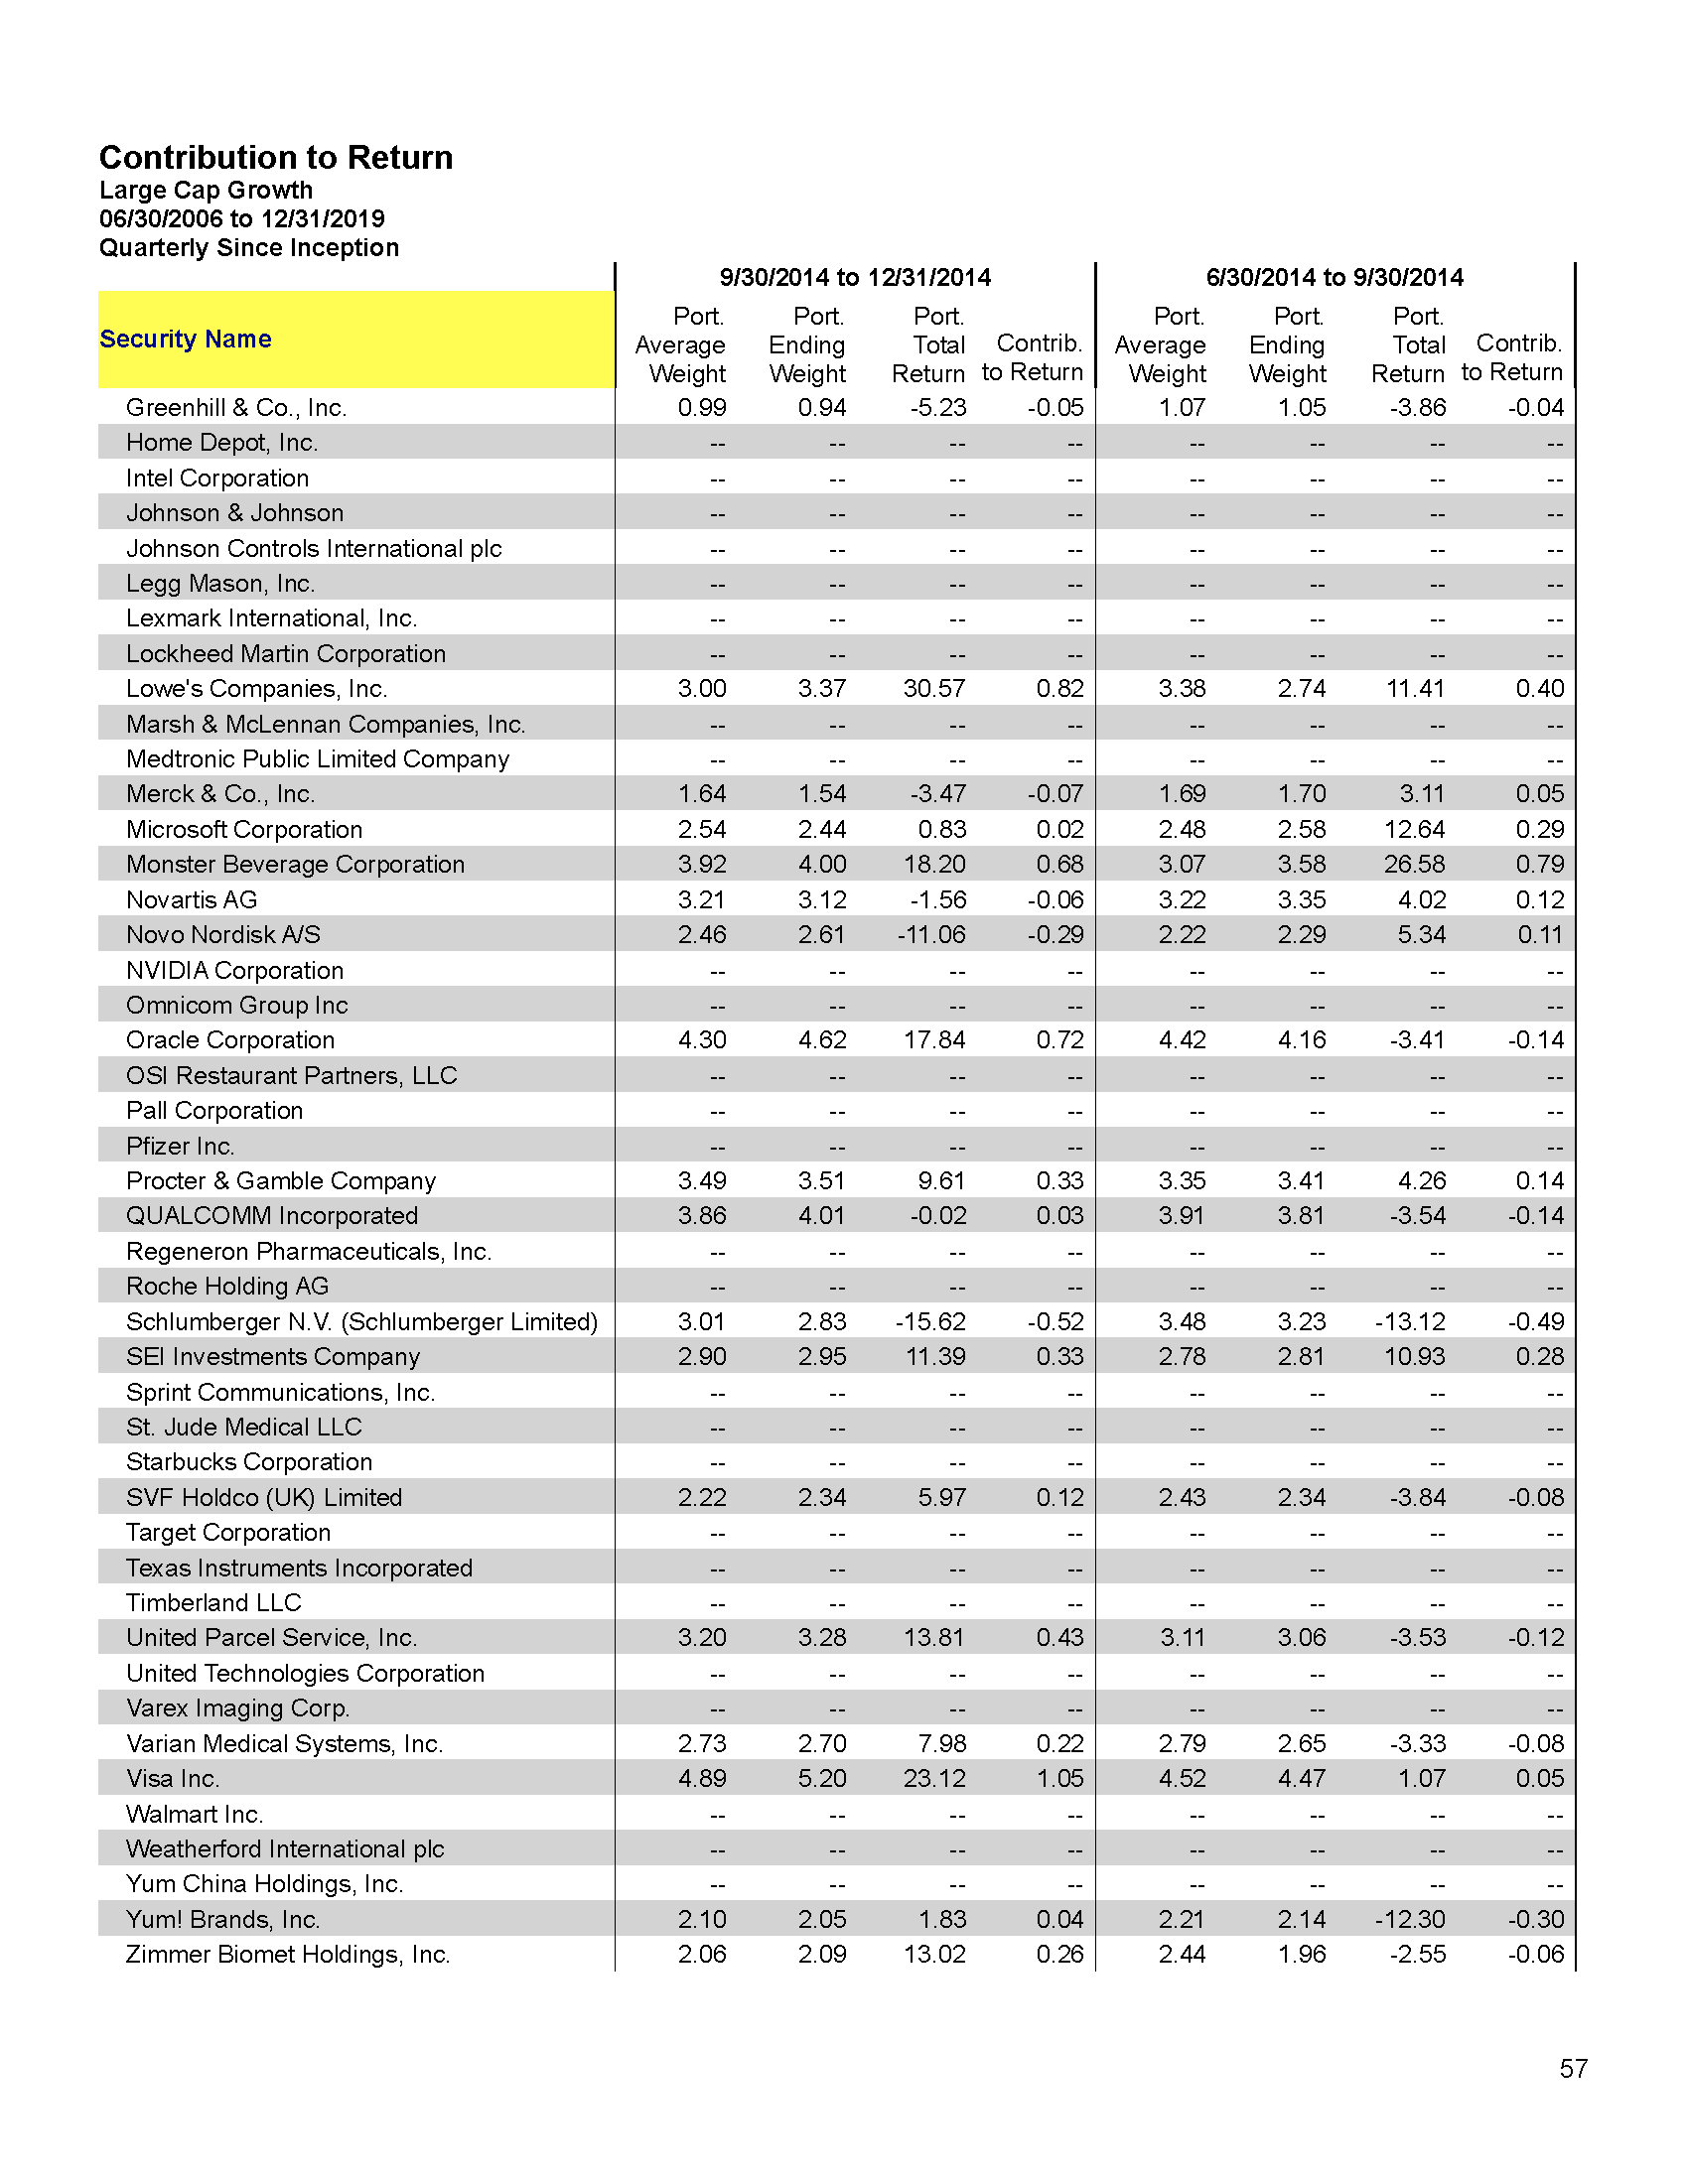 Contribution to Return
Large Cap Growth
06/30/2006 to 12/31/2019
Quarterly Since Inception
9/30/2014 to 12/31/2014 6/30/2014 to 9/30/2014
Security Name Port. Average Weight Port. Ending Weight Port. Total Return Contrib. to Return Port. Average Weight Port. Ending Weight Port. Total Return Contrib. to Return
Greenhill & Co., Inc. 0.99 0.94 -5.23 -0.05 1.07 1.05 -3.86 -0.04
Home Depot, Inc. -- -- -- -- -- -- -- --
Intel Corporation -- -- -- -- -- -- -- --
Johnson & Johnson -- -- -- -- -- -- -- --
Johnson Controls International plc -- -- -- -- -- -- -- --
Legg Mason, Inc. -- -- -- -- -- -- -- --
Lexmark International, Inc. -- -- -- -- -- -- -- --
Lockheed Martin Corporation -- -- -- -- -- -- -- --
Lowe's Companies, Inc. 3.00 3.37 30.57 0.82 3.38 2.74 11.41 0.40
Marsh & McLennan Companies, Inc. -- -- -- -- -- -- -- --
Medtronic Public Limited Company -- -- -- -- -- -- -- --
Merck & Co., Inc. 1.64 1.54 -3.47 -0.07 1.69 1.70 3.11 0.05
Microsoft Corporation 2.54 2.44 0.83 0.02 2.48 2.58 12.64 0.29
Monster Beverage Corporation 3.92 4.00 18.20 0.68 3.07 3.58 26.58 0.79
Novartis AG 3.21 3.12 -1.56 -0.06 3.22 3.35 4.02 0.12
Novo Nordisk A/S 2.46 2.61 -11.06 -0.29 2.22 2.29 5.34 0.11
NVIDIA Corporation -- -- -- -- -- -- -- --
Omnicom Group Inc -- -- -- -- -- -- -- --
Oracle Corporation 4.30 4.62 17.84 0.72 4.42 4.16 -3.41 -0.14
OSI Restaurant Partners, LLC -- -- -- -- -- -- -- --
Pall Corporation -- -- -- -- -- -- -- --
Pfizer Inc. -- -- -- -- -- -- -- --
Procter & Gamble Company 3.49 3.51 9.61 0.33 3.35 3.41 4.26 0.14
QUALCOMM Incorporated 3.86 4.01 -0.02 0.03 3.91 3.81 -3.54 -0.14
Regeneron Pharmaceuticals, Inc. -- -- -- -- -- -- -- --
Roche Holding AG -- -- -- -- -- -- -- --
Schlumberger N.V. (Schlumberger Limited) 3.01 2.83 -15.62 -0.52 3.48 3.23 -13.12 -0.49
SEI Investments Company 2.90 2.95 11.39 0.33 2.78 2.81 10.93 0.28
Sprint Communications, Inc. -- -- -- -- -- -- -- --
St. Jude Medical LLC -- -- -- -- -- -- -- --
Starbucks Corporation -- -- -- -- -- -- -- --
SVF Holdco (UK) Limited 2.22 2.34 5.97 0.12 2.43 2.34 -3.84 -0.08
Target Corporation -- -- -- -- -- -- -- --
Texas Instruments Incorporated -- -- -- -- -- -- -- --
Timberland LLC -- -- -- -- -- -- -- --
United Parcel Service, Inc. 3.20 3.28 13.81 0.43 3.11 3.06 -3.53 -0.12
United Technologies Corporation -- -- -- -- -- -- -- --
Varex Imaging Corp. -- -- -- -- -- -- -- --
Varian Medical Systems, Inc. 2.73 2.70 7.98 0.22 2.79 2.65 -3.33 -0.08
Visa Inc. 4.89 5.20 23.12 1.05 4.52 4.47 1.07 0.05
Walmart Inc. -- -- -- -- -- -- -- --
Weatherford International plc -- -- -- -- -- -- -- --
Yum China Holdings, Inc. -- -- -- -- -- -- -- --
Yum! Brands, Inc. 2.10 2.05 1.83 0.04 2.21 2.14 -12.30 -0.30
Zimmer Biomet Holdings, Inc. 2.06 2.09 13.02 0.26 2.44 1.96 -2.55 -0.06
57